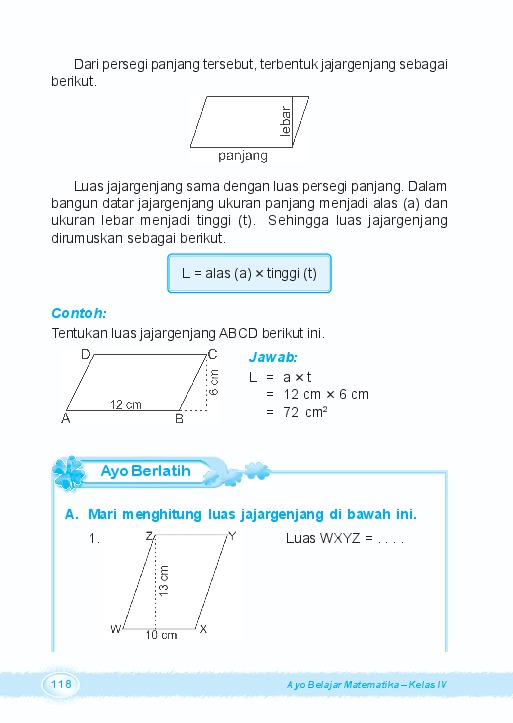 Dari persegi panjang tersebut, terbentuk jajargenjang sebagai
berikut.
lebar
panjang
Luas jajargenjang sama dengan luas persegi panjang. Dalam
bangun datar jajargenjang ukuran panjang menjadi alas (a) dan
ukuran lebar menjadi tinggi (t). Sehingga luas jajargenjang
dirumuskan sebagai berikut.
L = alas (a) × tinggi (t)
Contoh:
Tentukan luas jajargenjang ABCD berikut ini.
D C
6 cm
12 cm
A B
Jawab:
L = a × t
= 12 cm × 6 cm
= 72 cm²
Ayo Berlatih
A. Mari menghitung luas jajargenjang di bawah ini.
1. Z Y Luas WXYZ = . . . .
13 cm
W X
10 cm
118 Ayo Belajar Matematika – Kelas IV